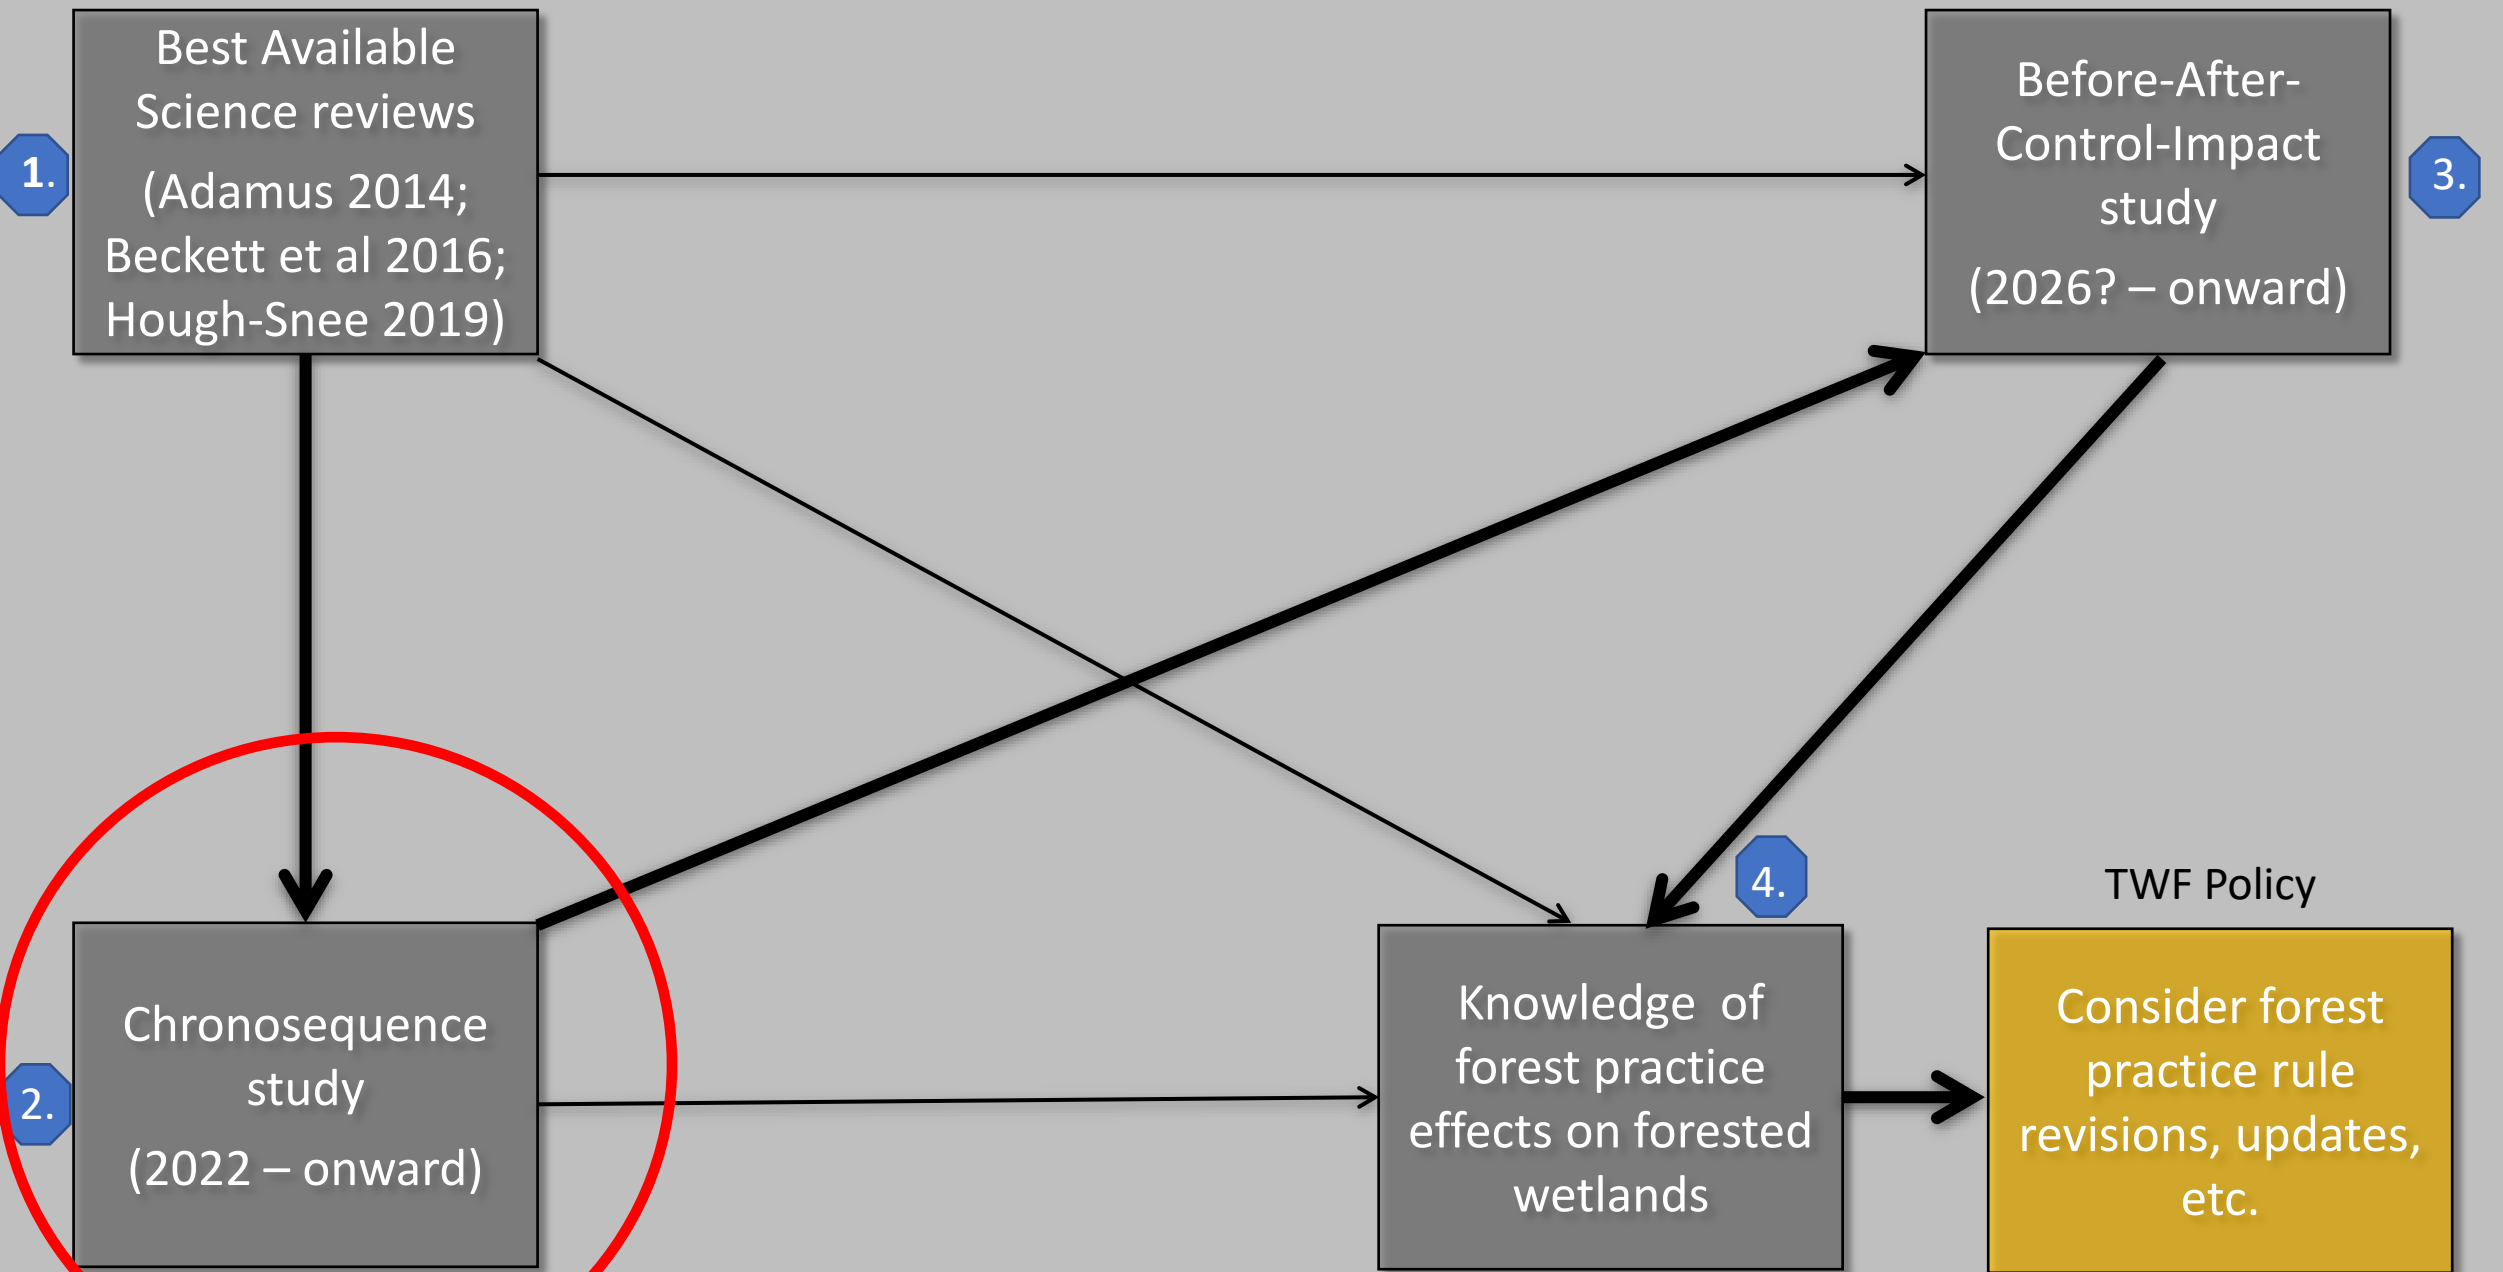 1.
Best Available
Science reviews
(Adamus 2014;
Beckett et al 2016;
Hough-Snee 2019)
Before-After-
Control-Impact
study
(2026? – onward)
3.
2.
Chronosequence
study
(2022 – onward)
4.
Knowledge of
forest practice
effects on forested
wetlands
TWF Policy
Consider forest
practice rule
revisions, updates,
etc.